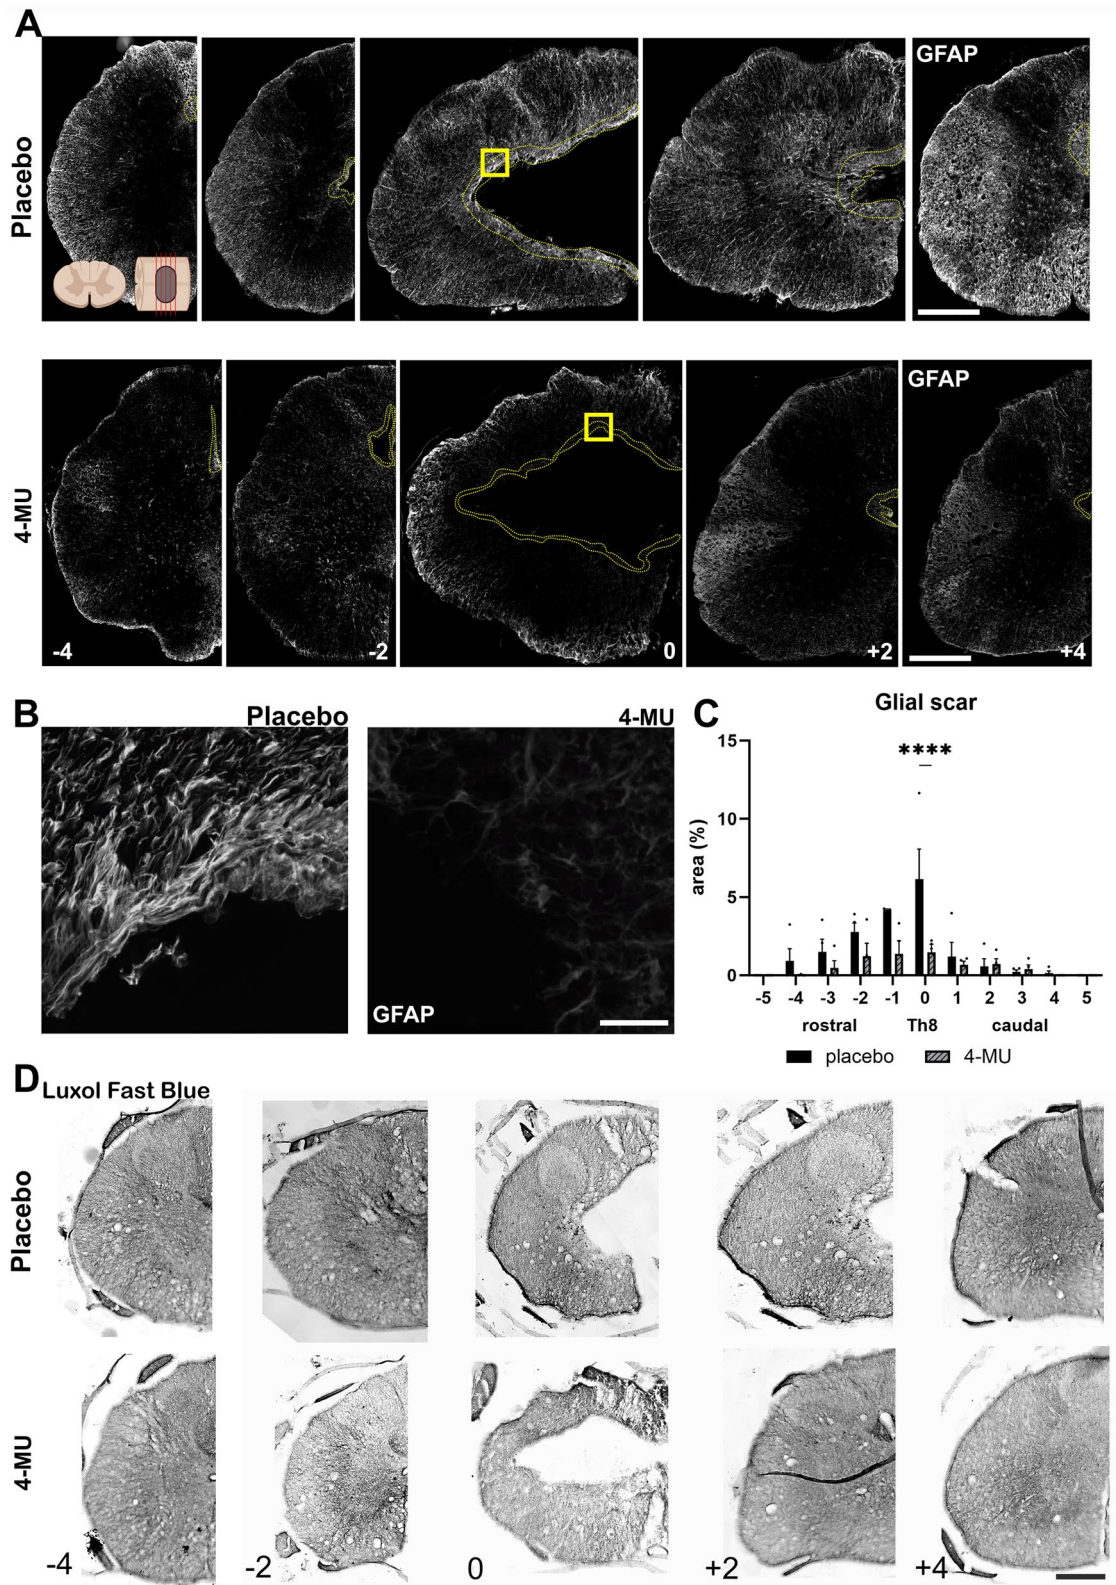 A
Placebo
GFAP
4-MU
GFAP
-4
-2
0
+2
+4
B
Placebo
4-MU
GFAP
C
Glial scar
****
15
10
5
0
area (%)
-5 -4 -3 -2 -1 0 1 2 3 4 5
rostral Th8 caudal
placebo 4-MU
D
Luxol Fast Blue
Placebo
4-MU
-4
-2
0
+2
+4